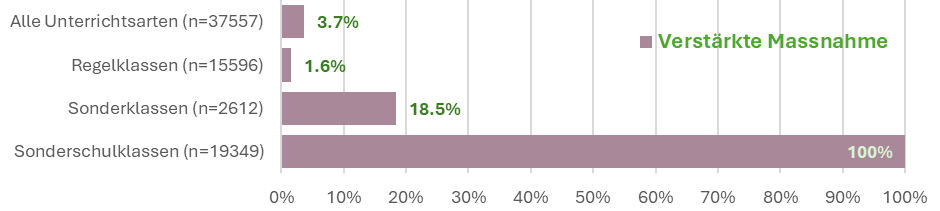 Alle Unterrichtsarten (n=37557) 3.7%
Verstärkte Massnahme
Regelklassen (n=15596) 1.6%
Sonderklassen (n=2612) 18.5%
Sonderschulklassen (n=19349) 100%
0% 10% 20% 30% 40% 50% 60% 70% 80% 90% 100%